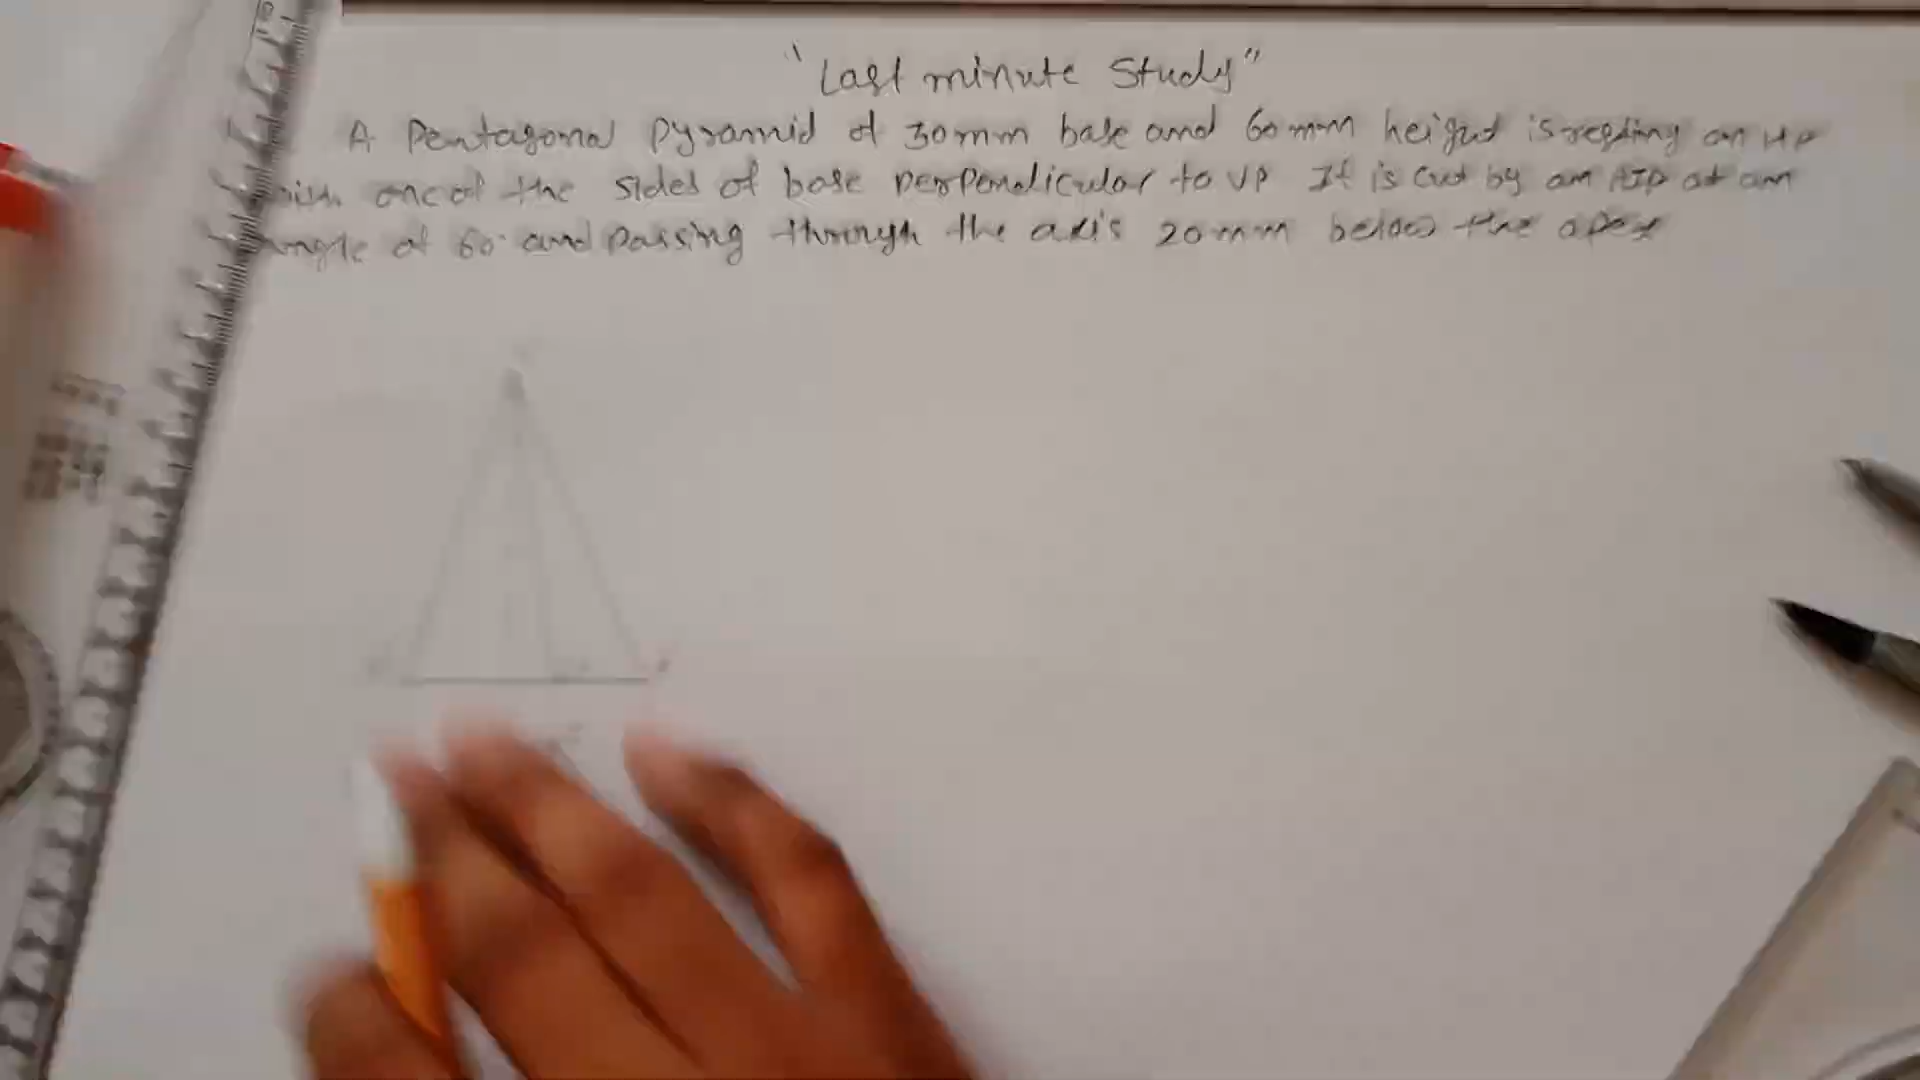 "Last minute Study"
A Pentagonal pyramid of 30mm base and 60mm height is resting on HP
with one of the sides of base perpendicular to VP It is cut by an AIP at an
angle of 60° and passing through the axis 20mm below the apex